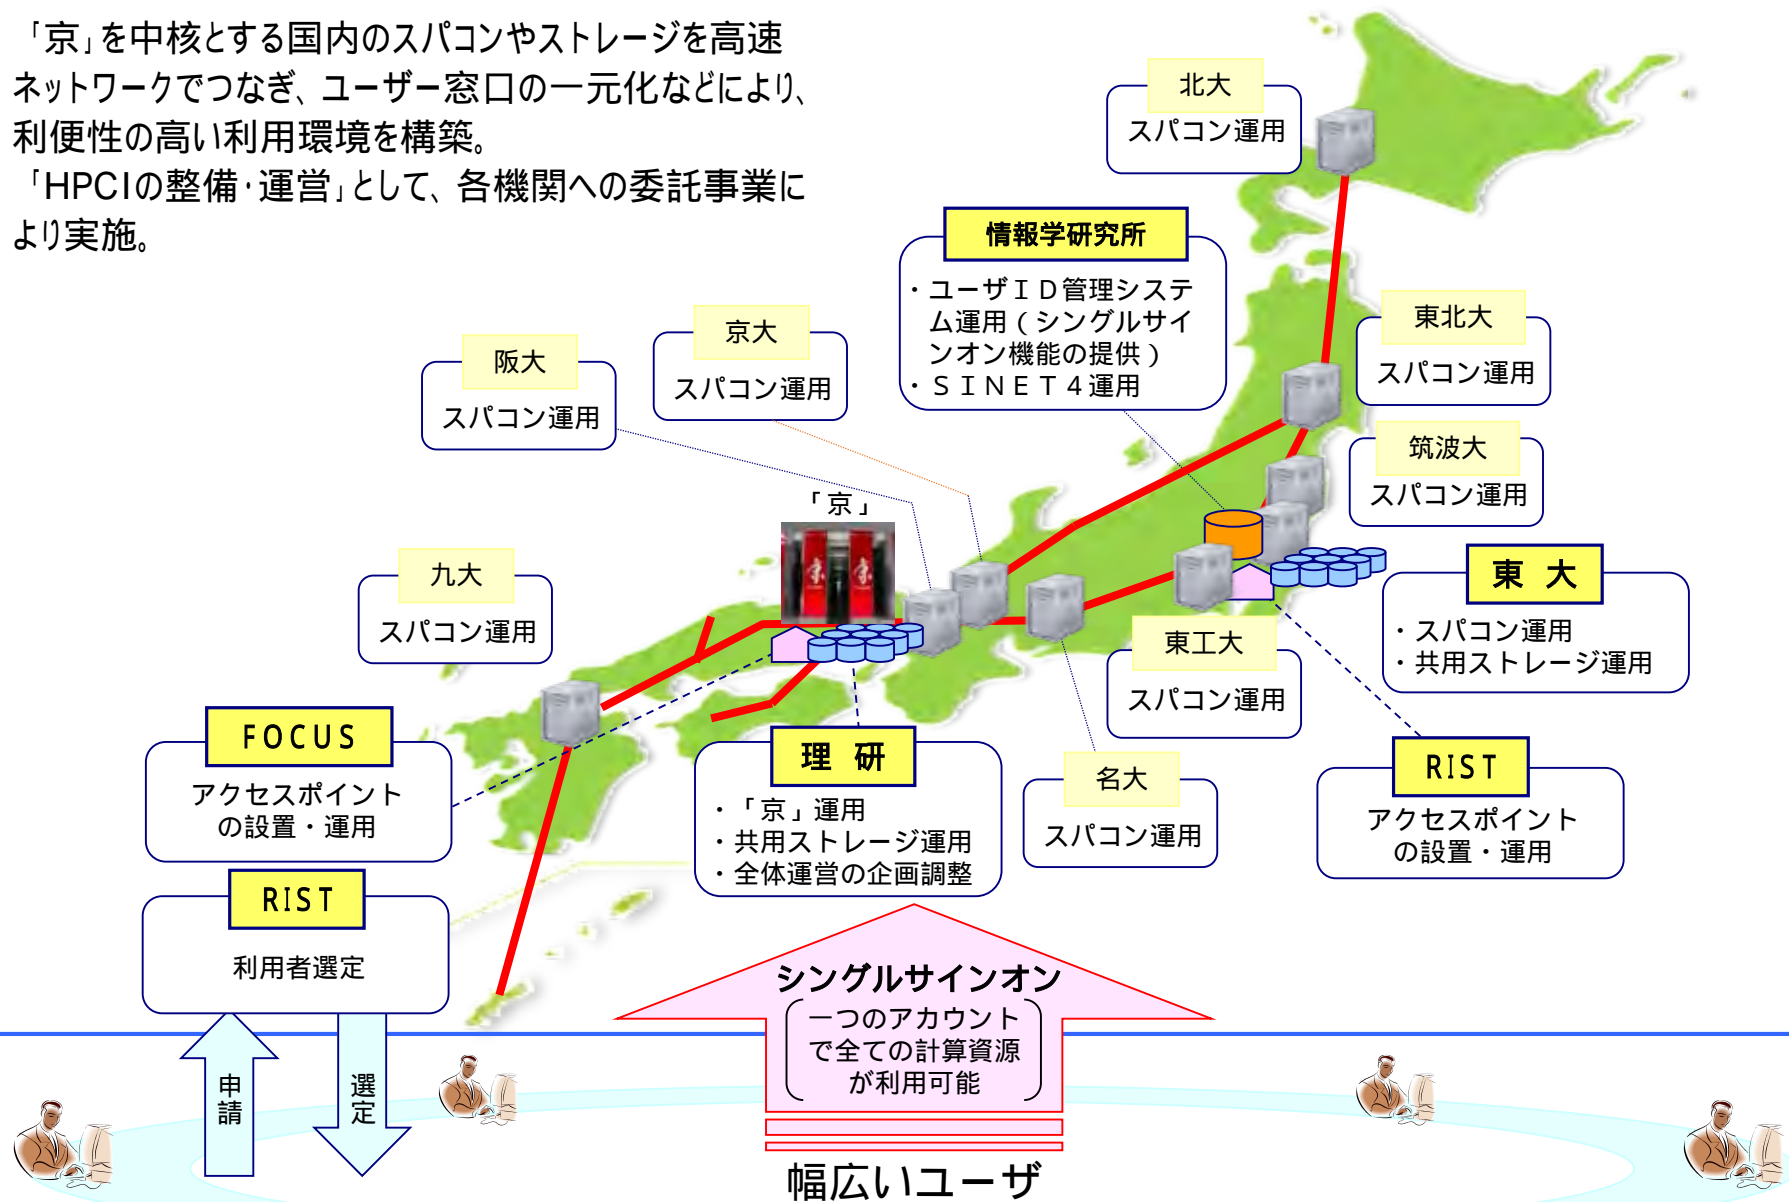 「京」を中核とする国内のスパコンやストレージを高速
ネットワークでつなぎ、ユーザー窓口の一元化などにより、
利便性の高い利用環境を構築。
「HPCIの整備・運営」として、各機関への委託事業に
より実施。
北大
スパコン運用
情報学研究所
・ユーザＩＤ管理システ
ム運用（シングルサイ
ンオン機能の提供）
・ＳＩＮＥＴ４運用
東北大
スパコン運用
京大
スパコン運用
阪大
スパコン運用
筑波大
スパコン運用
「京」
京
京
九大
スパコン運用
東 大
・スパコン運用
・共用ストレージ運用
東工大
スパコン運用
FOCUS
アクセスポイント
の設置・運用
理 研
・「京」運用
・共用ストレージ運用
・全体運営の企画調整
名大
スパコン運用
RIST
アクセスポイント
の設置・運用
RIST
利用者選定
シングルサインオン
一つのアカウント
で全ての計算資源
が利用可能
申請
選定
幅広いユーザ